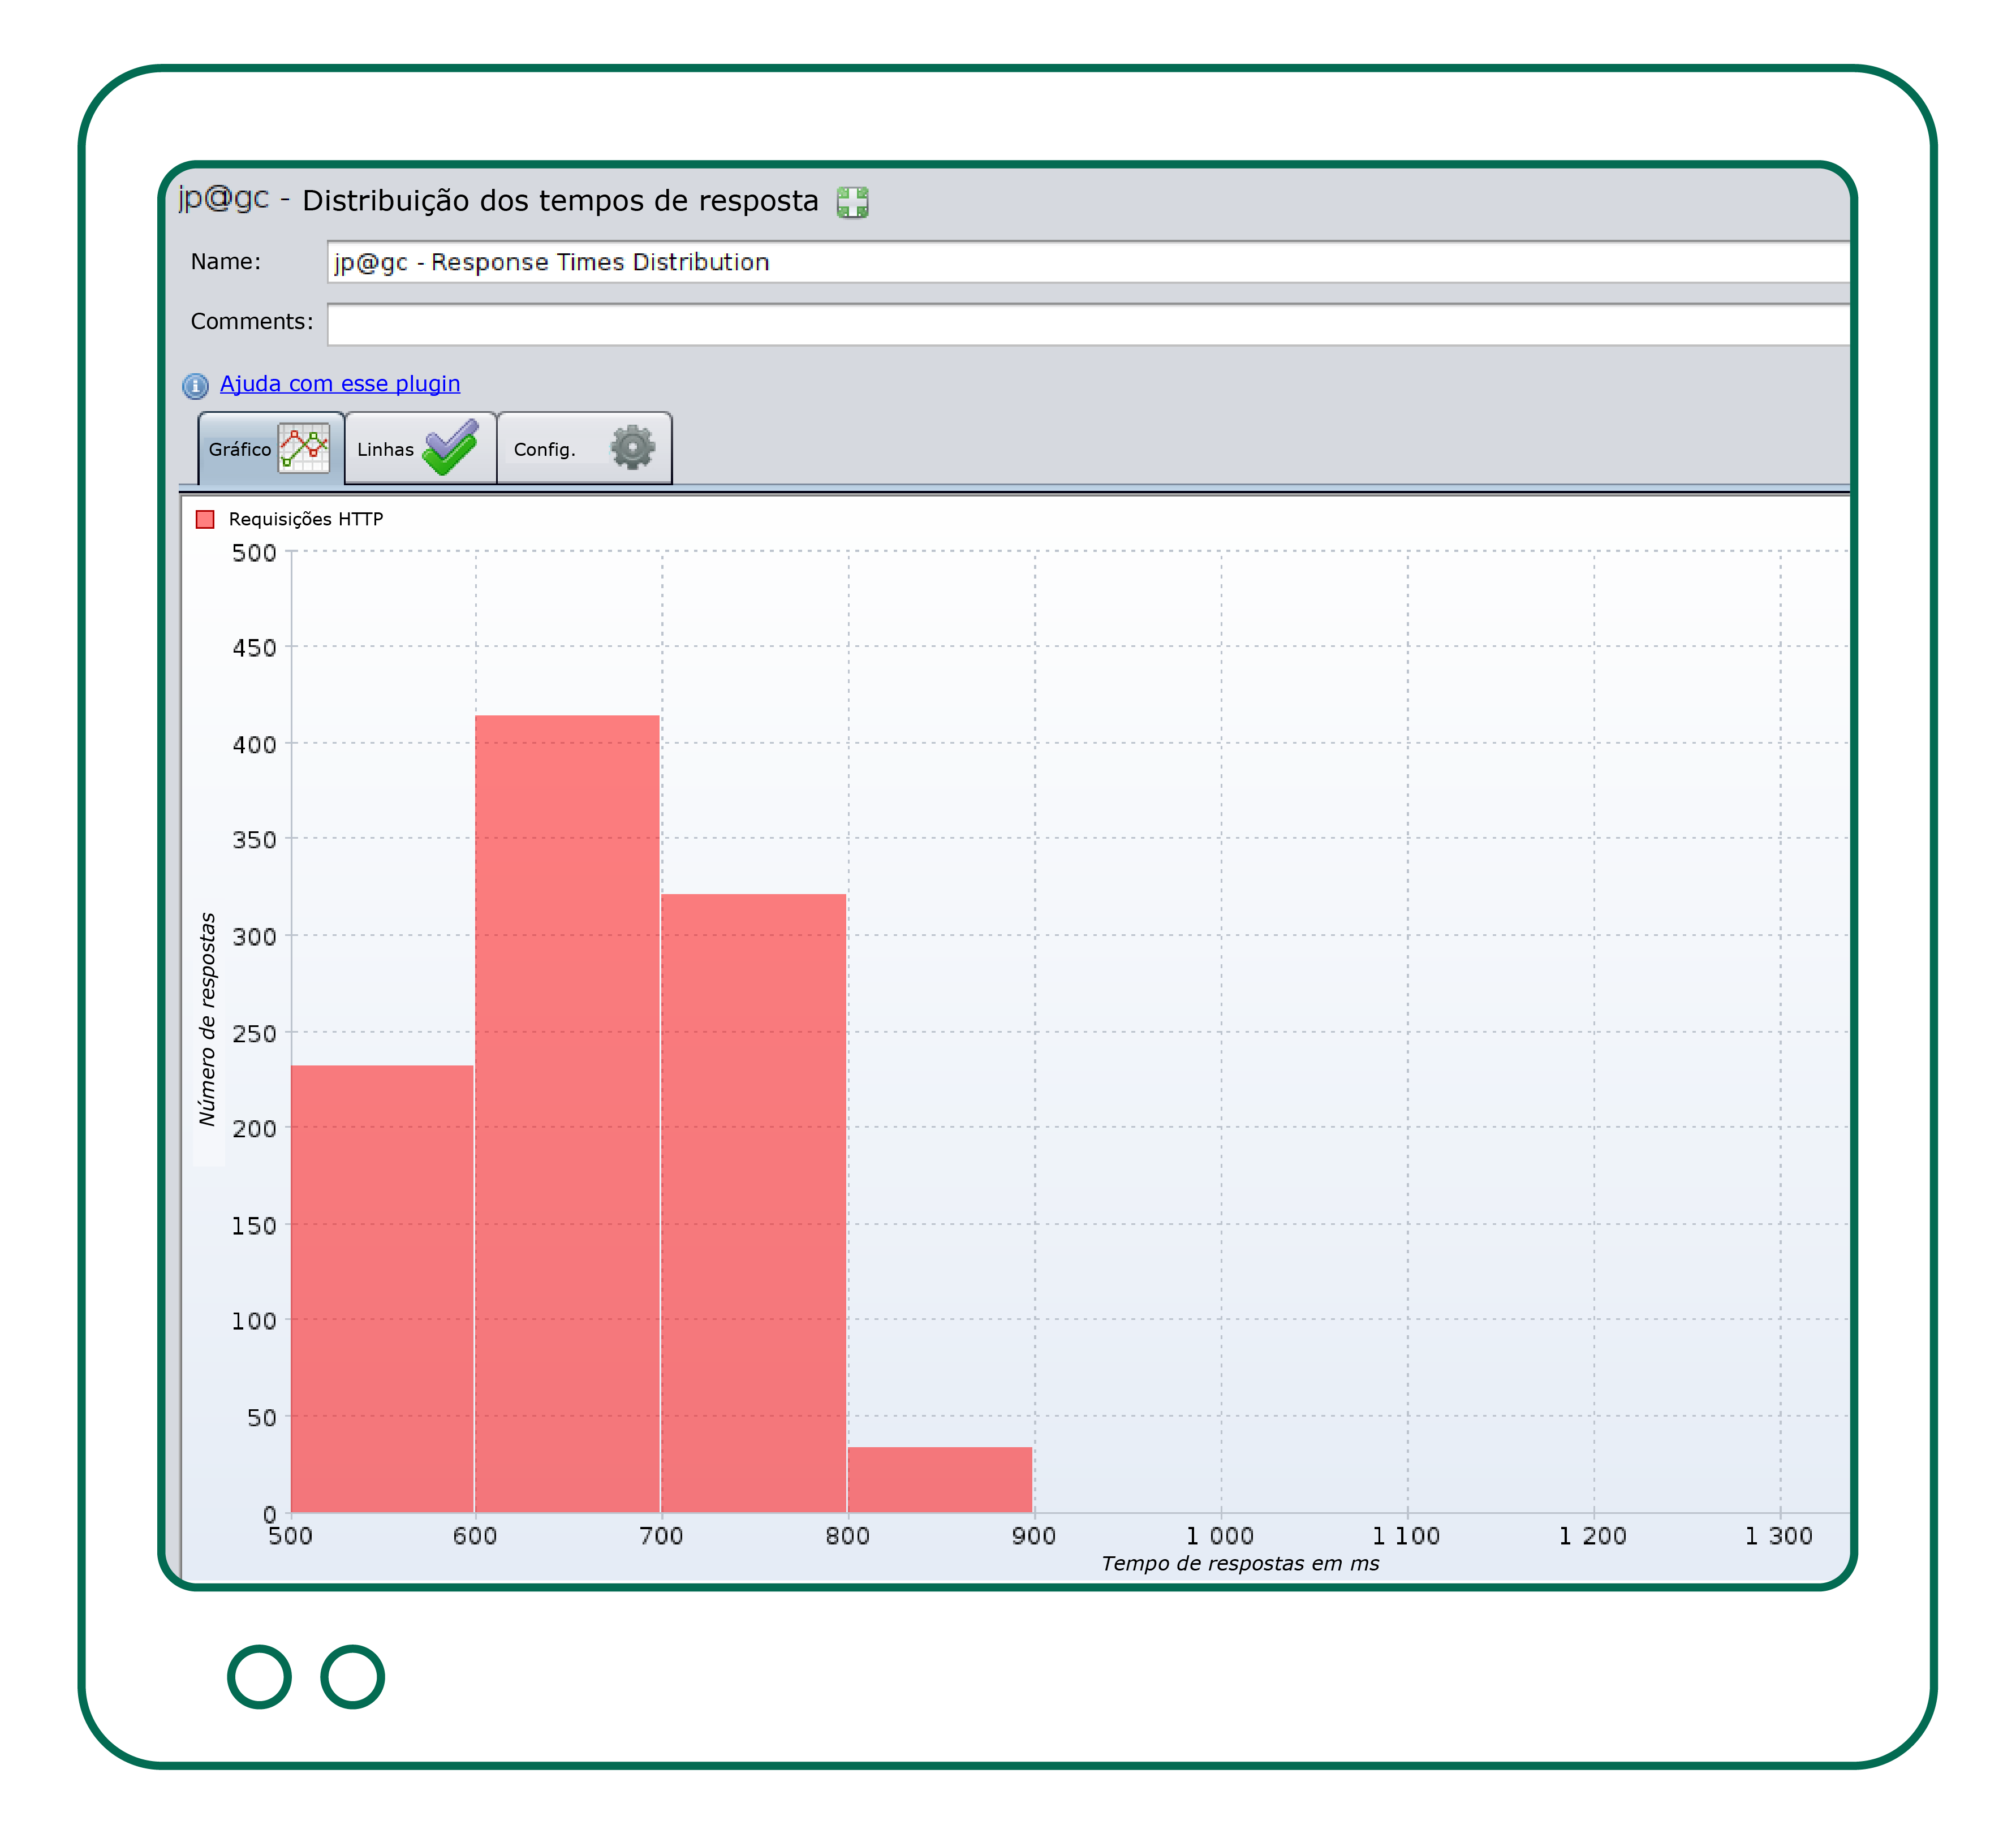 jp@gc - Distribuição dos tempos de resposta
Name: jp@gc - Response Times Distribution
Comments:
Ajuda com esse plugin
Gráfico Linhas Config.
Requisições HTTP
500
450
400
350
300
250
200
150
100
50
0
Número de respostas
500 600 700 800 900 1 000 1 100 1 200 1 300
Tempo de respostas em ms